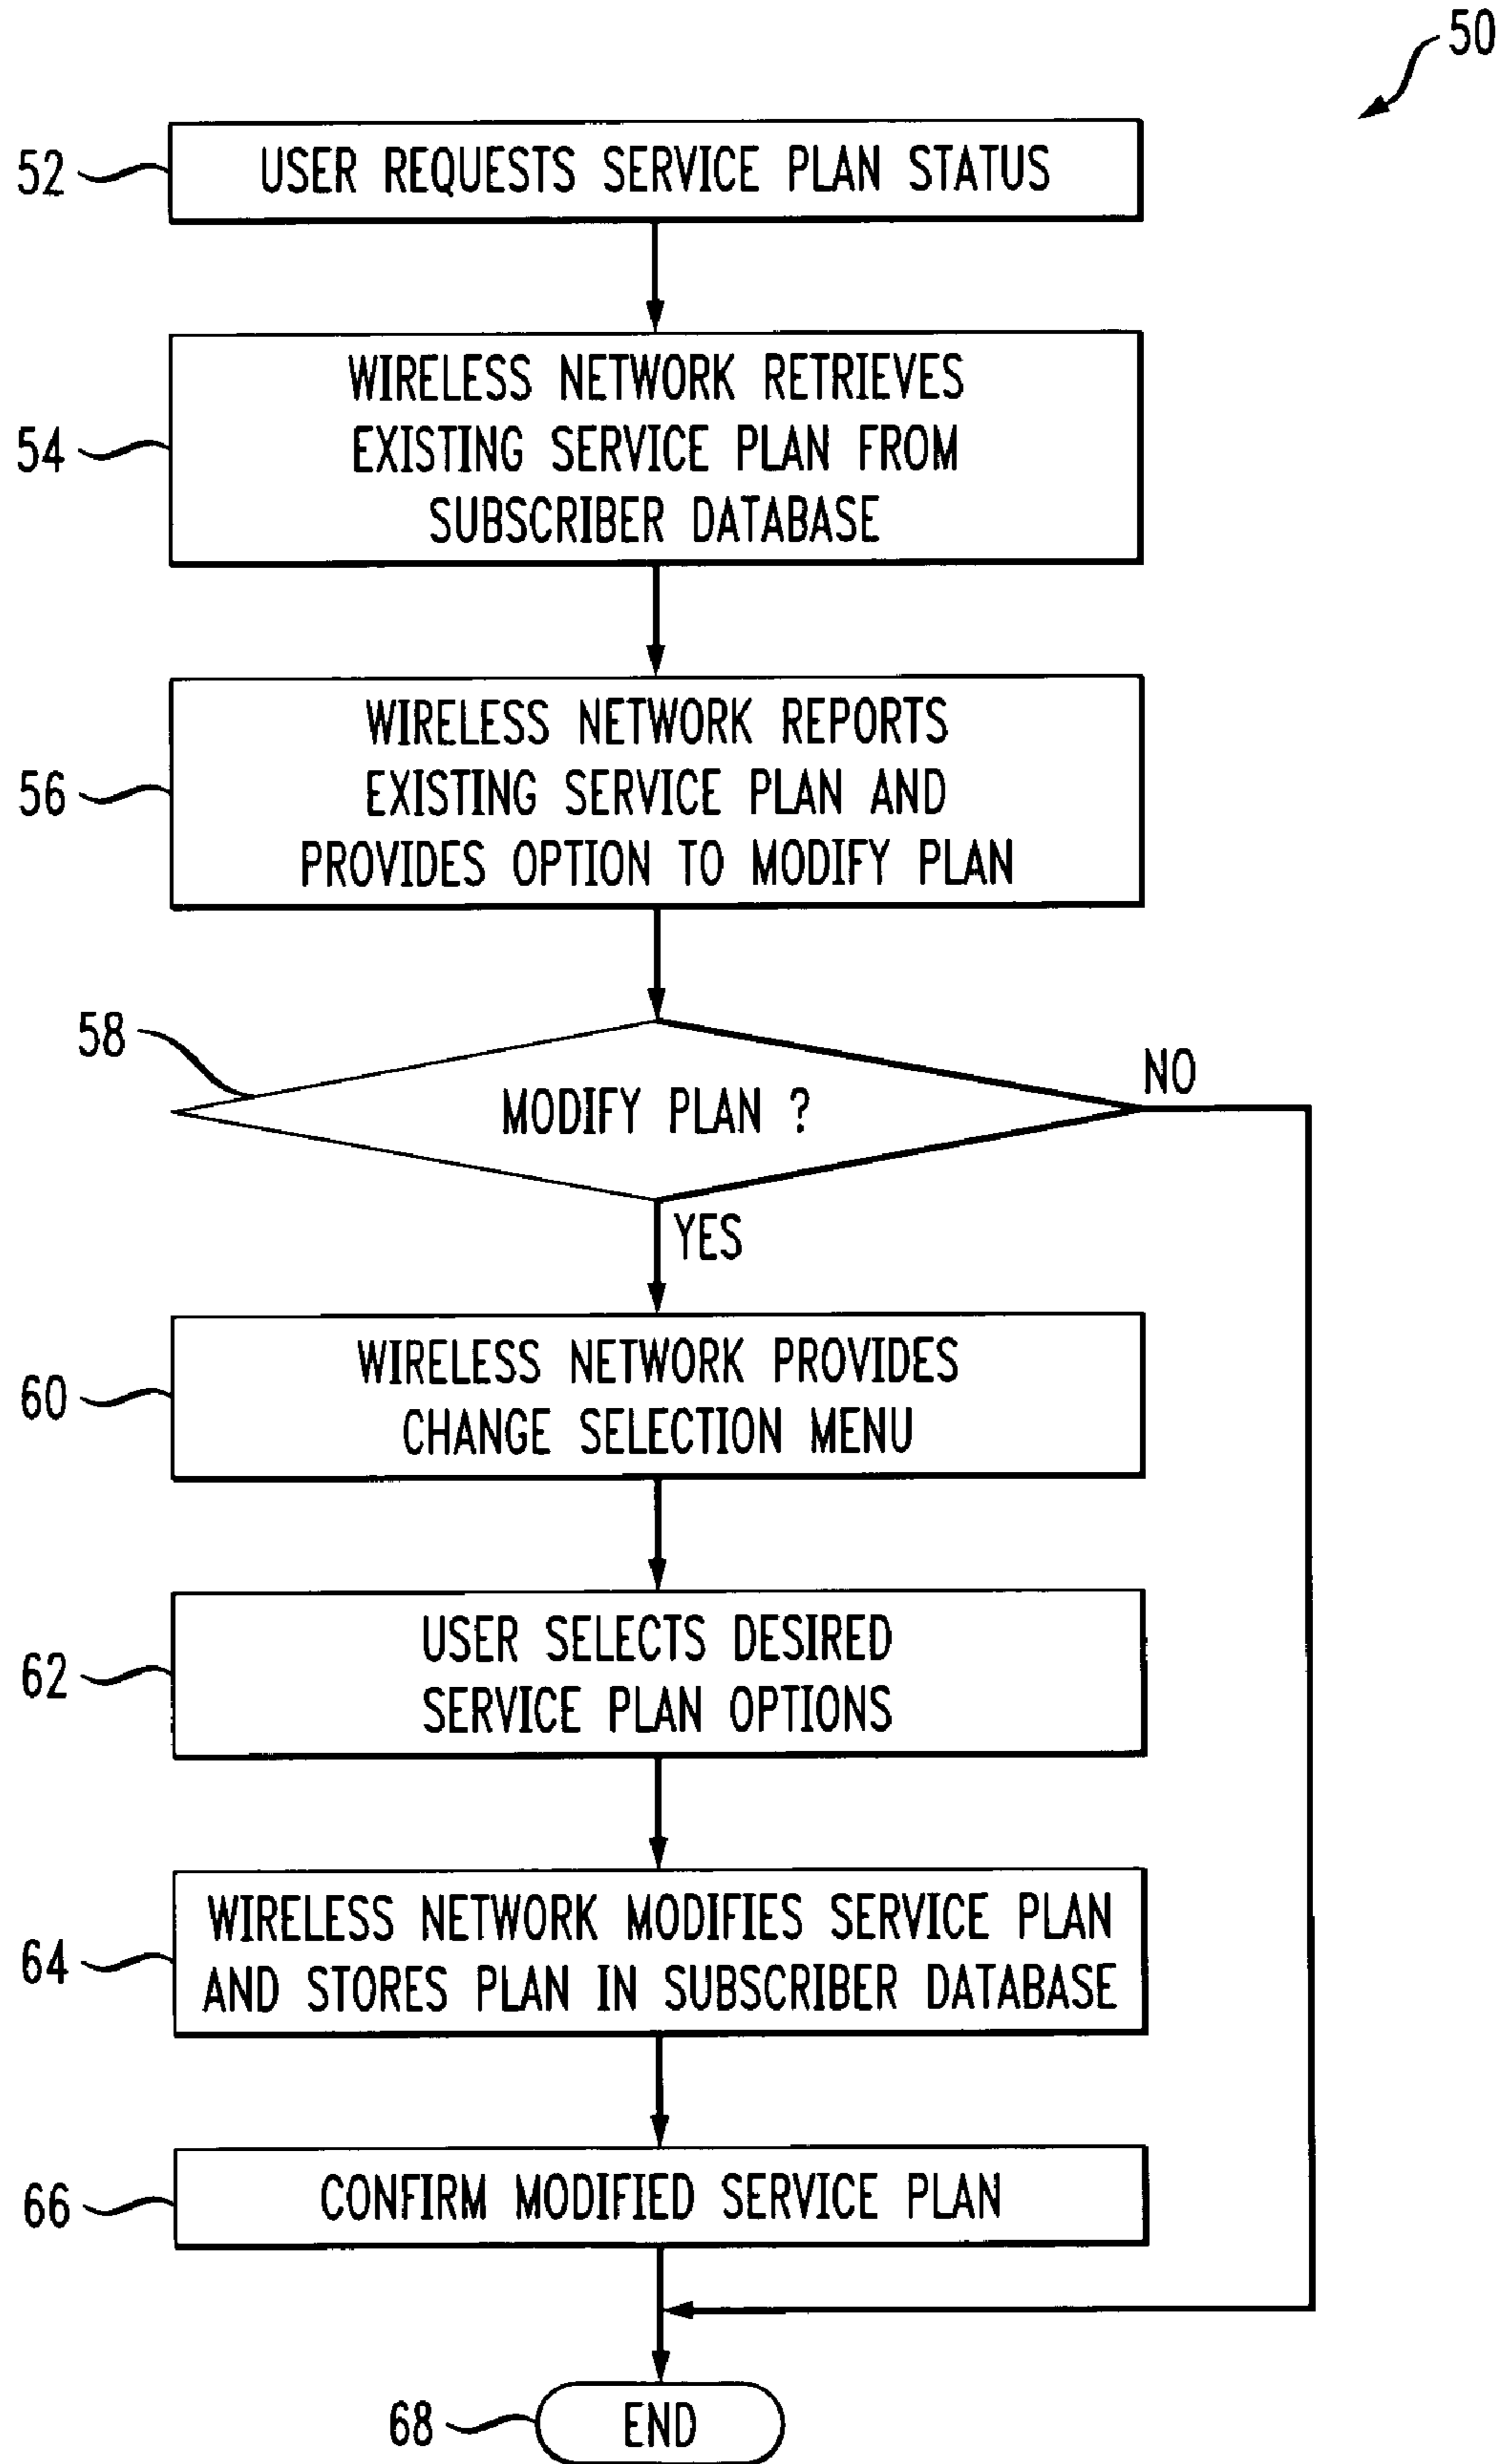 50
52
USER REQUESTS SERVICE PLAN STATUS
54
WIRELESS NETWORK RETRIEVES
EXISTING SERVICE PLAN FROM
SUBSCRIBER DATABASE
56
WIRELESS NETWORK REPORTS
EXISTING SERVICE PLAN AND
PROVIDES OPTION TO MODIFY PLAN
58
MODIFY PLAN ?
NO
YES
60
WIRELESS NETWORK PROVIDES
CHANGE SELECTION MENU
62
USER SELECTS DESIRED
SERVICE PLAN OPTIONS
64
WIRELESS NETWORK MODIFIES SERVICE PLAN
AND STORES PLAN IN SUBSCRIBER DATABASE
66
CONFIRM MODIFIED SERVICE PLAN
68
END